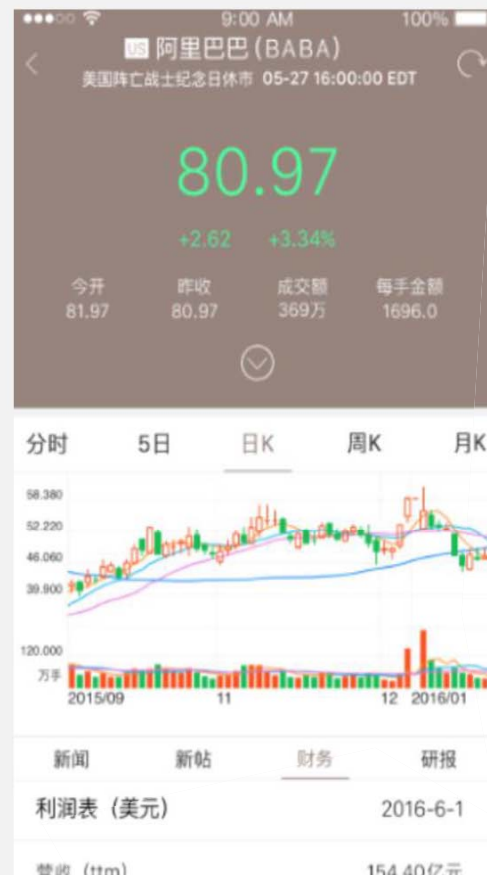 9:00 AM 100%
US 阿里巴巴(BABA)
美国阵亡战士纪念日休市 05-27 16:00:00 EDT
80.97
+2.62 +3.34%
今开 昨收 成交额 每手金额
81.97 80.97 369万 1696.0
分时 5日 日K 周K 月K
58.380
52.220
46.060
39.900
120.000
万手
2015/09 11 12 2016/01
新闻 新帖 财务 研报
利润表（美元） 2016-6-1
营收（ttm） 154.40亿元